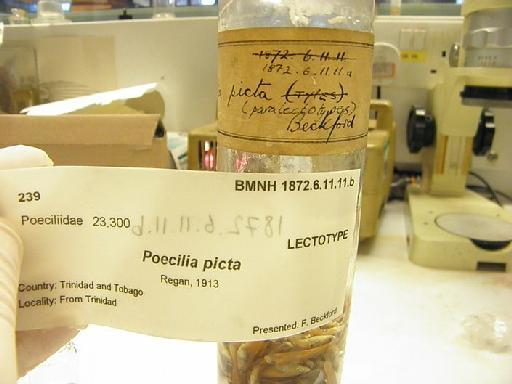 1872.6.11.11
1872.6.11.11.a
picta (Types)
(paralectotypes)
Beckford
239
BMNH 1872.6.11.11.b
Poeciliidae 23,300
1872.6.11.11.b
LECTOTYPE
Poecilia picta
Regan, 1913
Country: Trinidad and Tobago
Locality: From Trinidad
Presented. F. Beckford